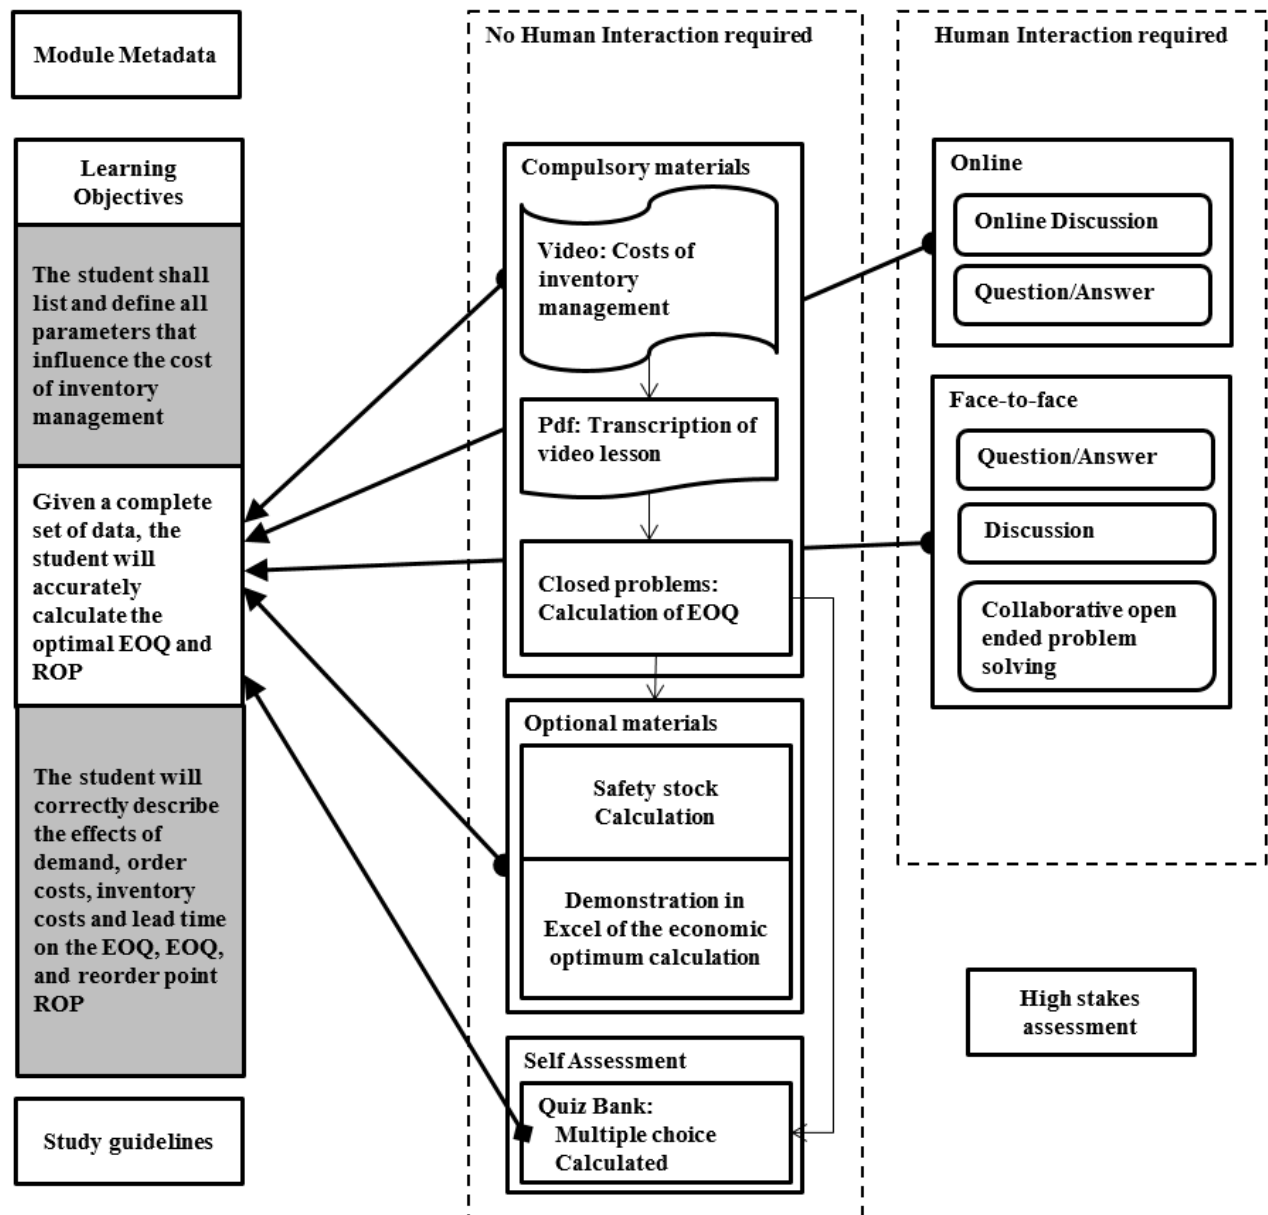 Module Metadata
Learning
Objectives
The student shall
list and define all
parameters that
influence the cost
of inventory
management
Given a complete
set of data, the
student will
accurately
calculate the
optimal EOQ and
ROP
The student will
correctly describe
the effects of
demand, order
costs, inventory
costs and lead time
on the EOQ, EOQ,
and reorder point
ROP
Study guidelines
No Human Interaction required
Compulsory materials
Video: Costs of
inventory
management
Pdf: Transcription of
video lesson
Closed problems:
Calculation of EOQ
Optional materials
Safety stock
Calculation
Demonstration in
Excel of the economic
optimum calculation
Self Assessment
Quiz Bank:
Multiple choice
Calculated
Human Interaction required
Online
Online Discussion
Question/Answer
Face-to-face
Question/Answer
Discussion
Collaborative open
ended problem
solving
High stakes
assessment